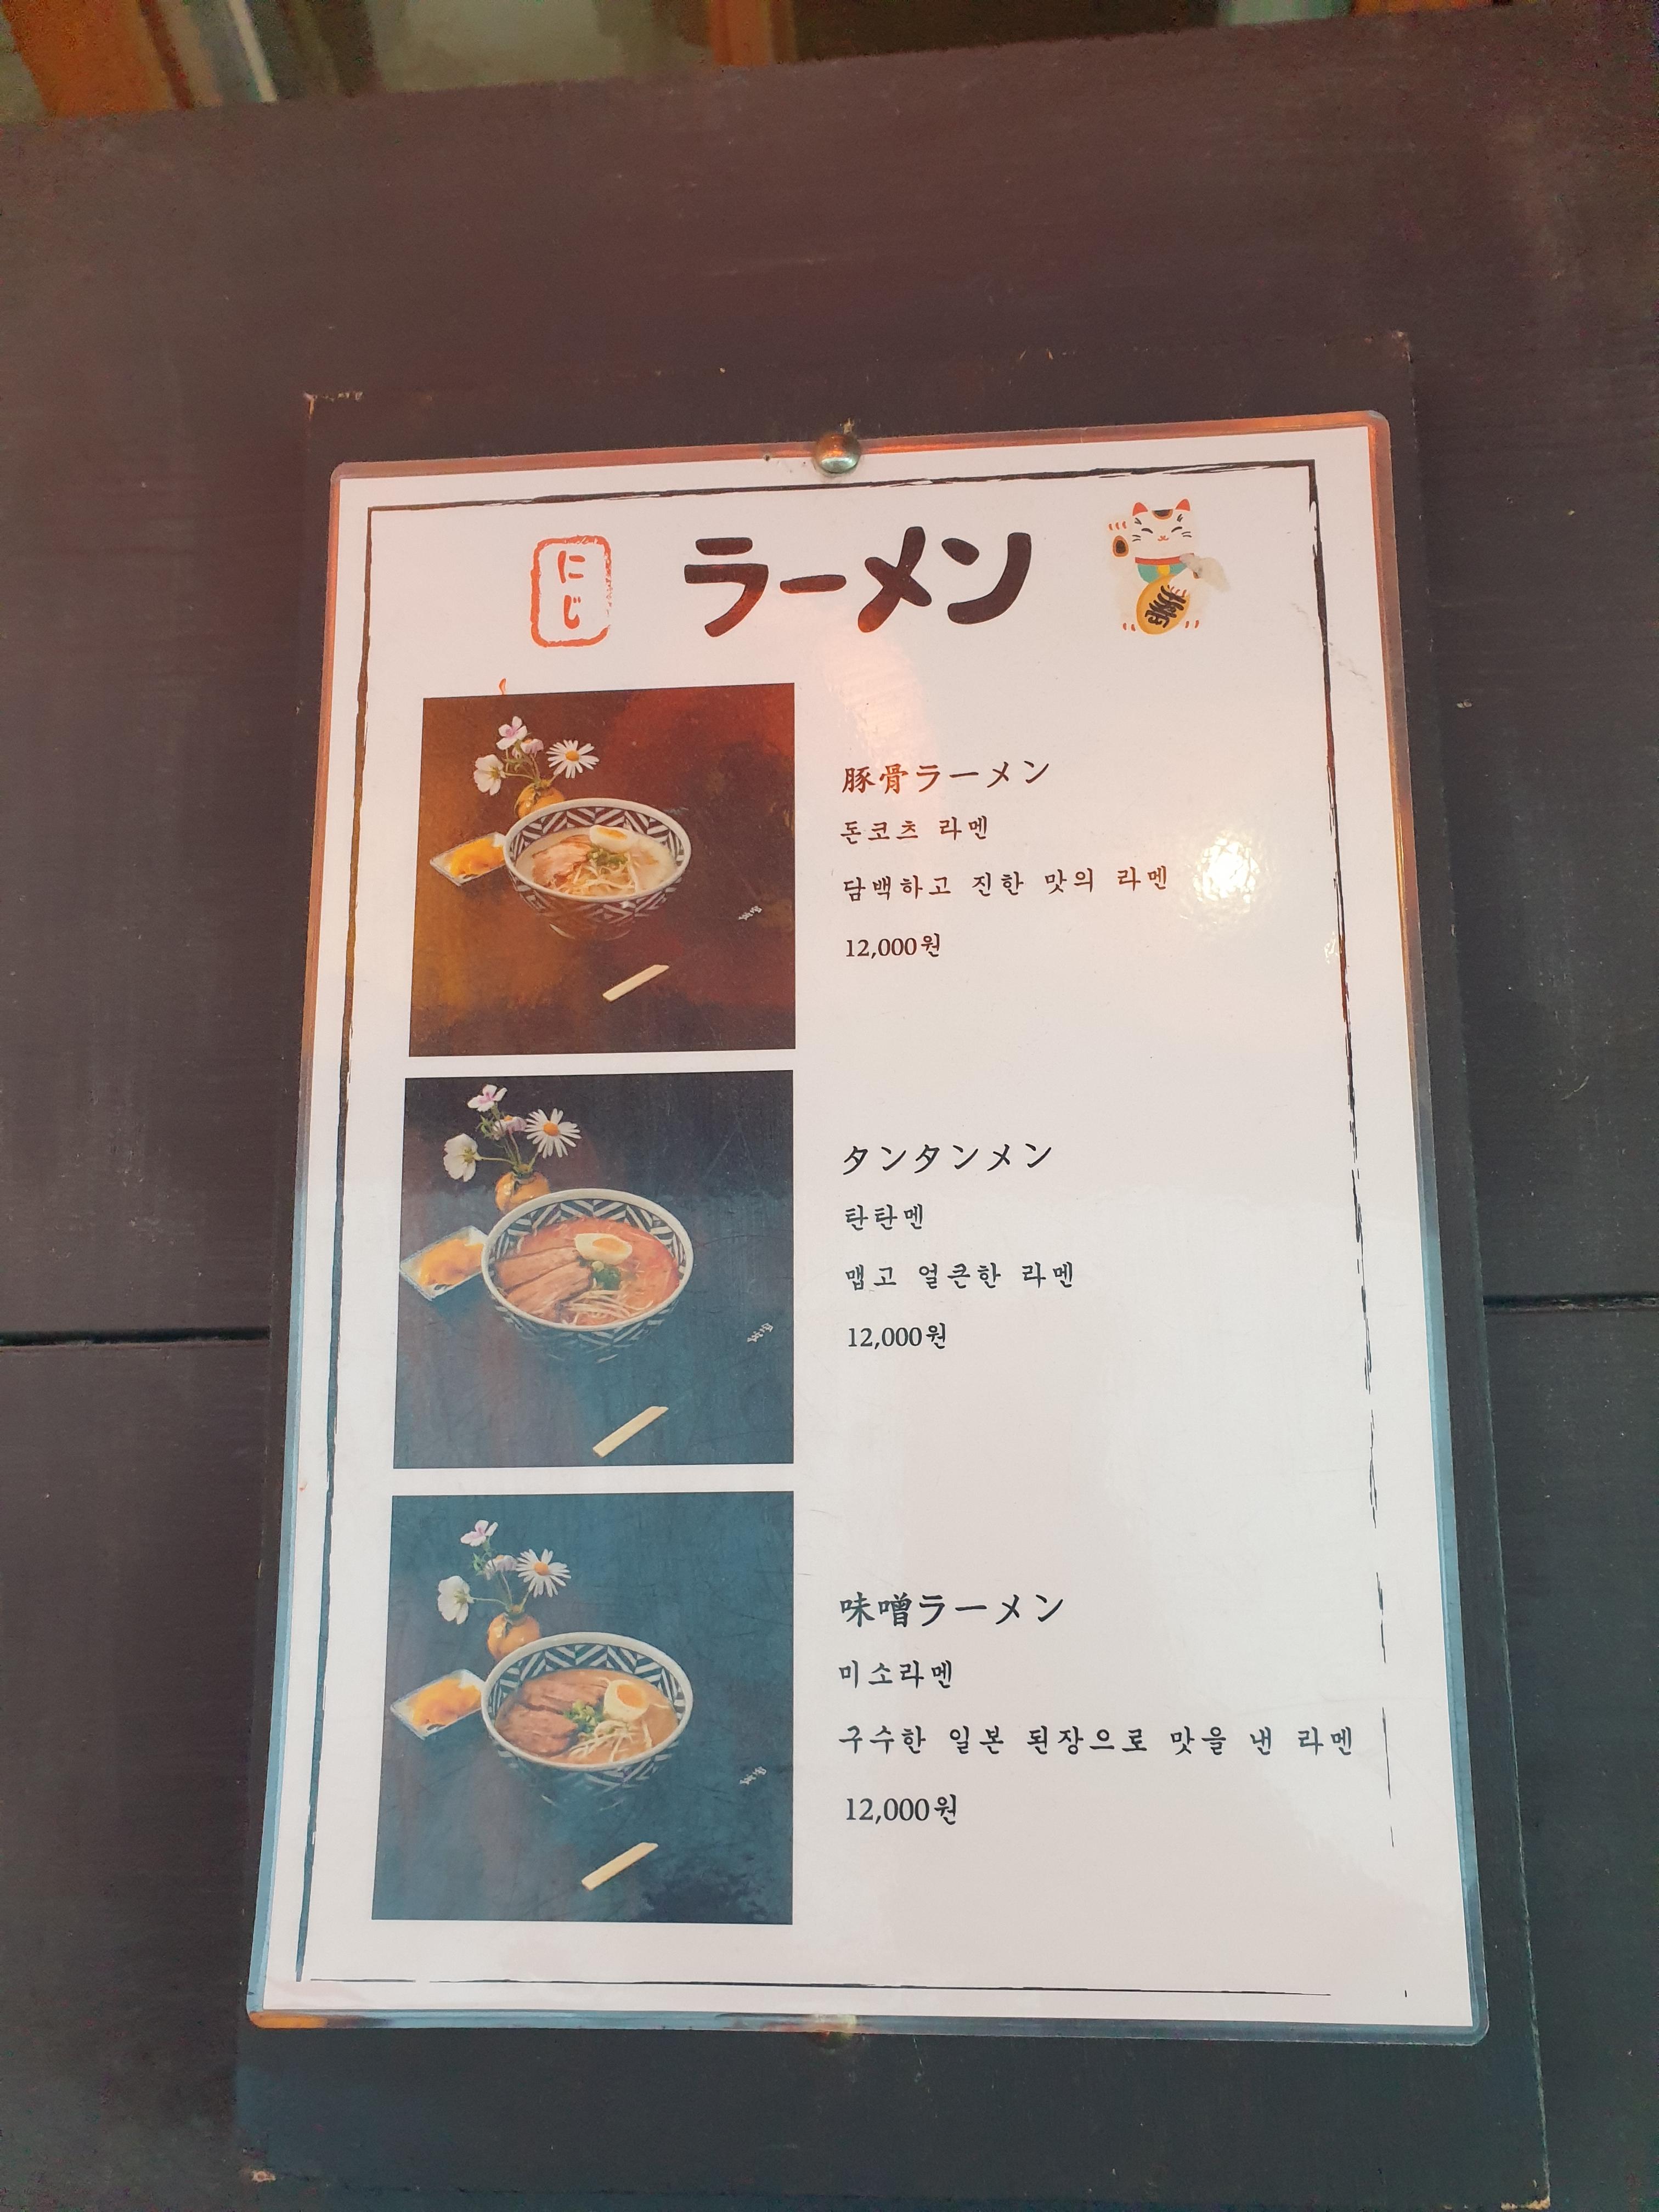 にじ
ラーメン
豚骨ラーメン
돈코츠 라멘
담백하고 진한 맛의 라멘
12,000원
タンタンメン
탄탄멘
맵고 얼큰한 라멘
12,000원
味噌ラーメン
미소라멘
구수한 일본 된장으로 맛을 낸 라멘
12,000원